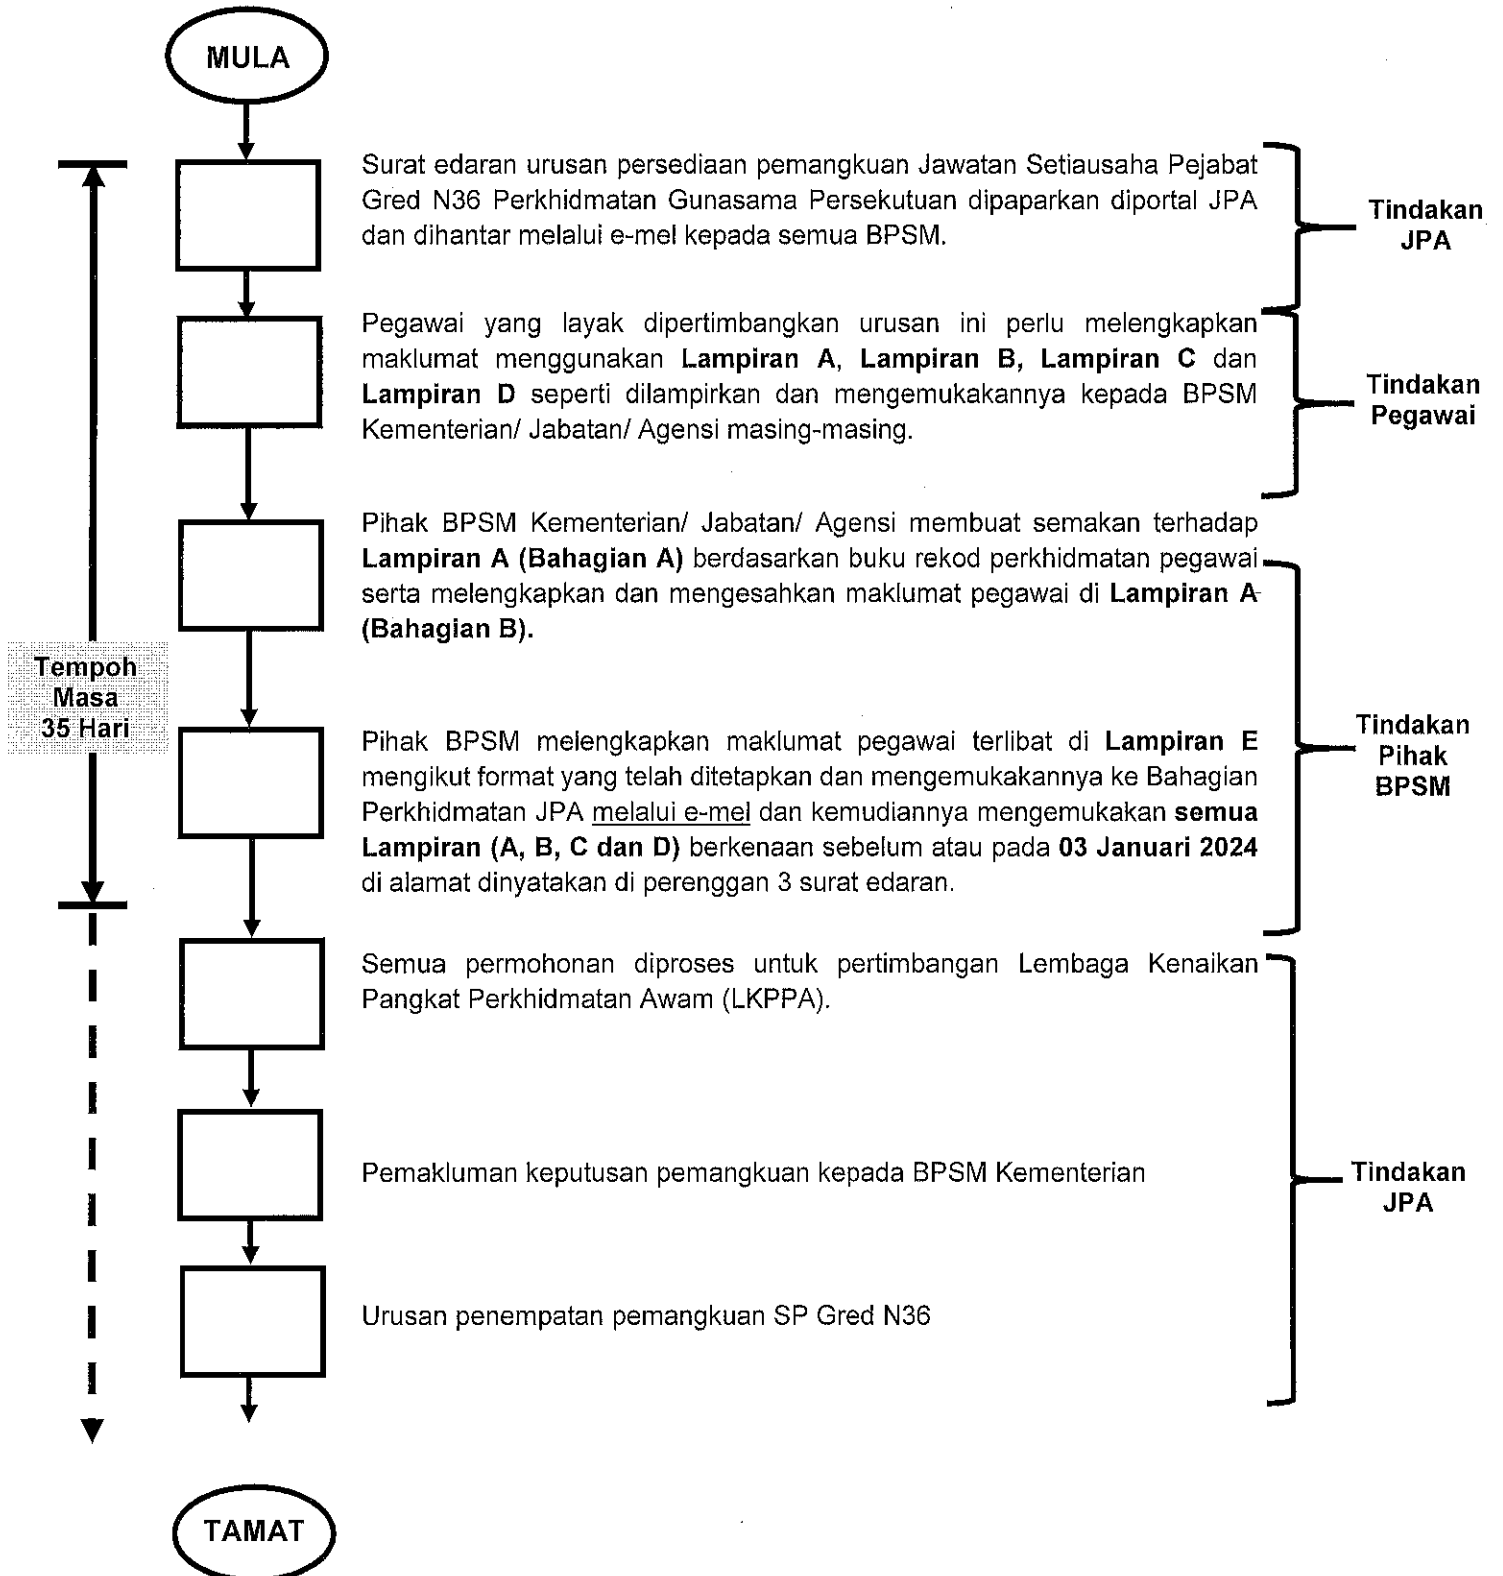 MULA
Surat edaran urusan persediaan pemangkuan Jawatan Setiausaha Pejabat
Gred N36 Perkhidmatan Gunasama Persekutuan dipaparkan diportal JPA
dan dihantar melalui e-mel kepada semua BPSM.
Tindakan
JPA
Pegawai yang layak dipertimbangkan urusan ini perlu melengkapkan
maklumat menggunakan Lampiran A, Lampiran B, Lampiran C dan
Lampiran D seperti dilampirkan dan mengemukakannya kepada BPSM
Kementerian/ Jabatan/ Agensi masing-masing.
Tindakan
Pegawai
Pihak BPSM Kementerian/ Jabatan/ Agensi membuat semakan terhadap
Lampiran A (Bahagian A) berdasarkan buku rekod perkhidmatan pegawai
serta melengkapkan dan mengesahkan maklumat pegawai di Lampiran A
(Bahagian B).
Tempoh
Masa
35 Hari
Pihak BPSM melengkapkan maklumat pegawai terlibat di Lampiran E
mengikut format yang telah ditetapkan dan mengemukakannya ke Bahagian
Perkhidmatan JPA melalui e-mel dan kemudiannya mengemukakan semua
Lampiran (A, B, C dan D) berkenaan sebelum atau pada 03 Januari 2024
di alamat dinyatakan di perenggan 3 surat edaran.
Tindakan
Pihak
BPSM
Semua permohonan diproses untuk pertimbangan Lembaga Kenaikan
Pangkat Perkhidmatan Awam (LKPPA).
Pemakluman keputusan pemangkuan kepada BPSM Kementerian
Tindakan
JPA
Urusan penempatan pemangkuan SP Gred N36
TAMAT